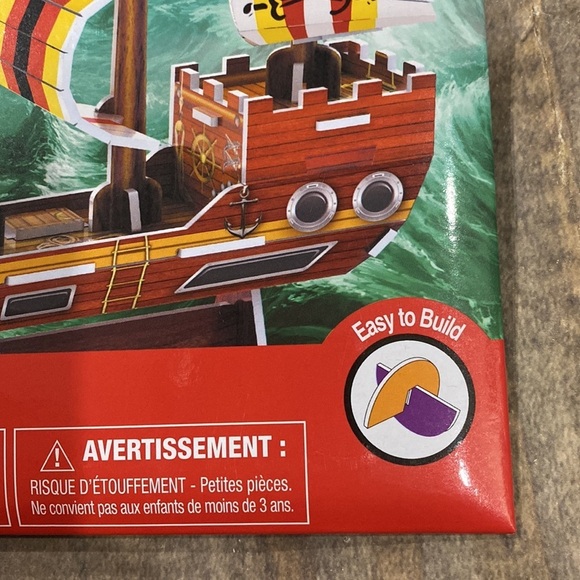 Easy to Build
⚠ AVERTISSEMENT :
RISQUE D'ÉTOUFFEMENT - Petites pièces.
Ne convient pas aux enfants de moins de 3 ans.